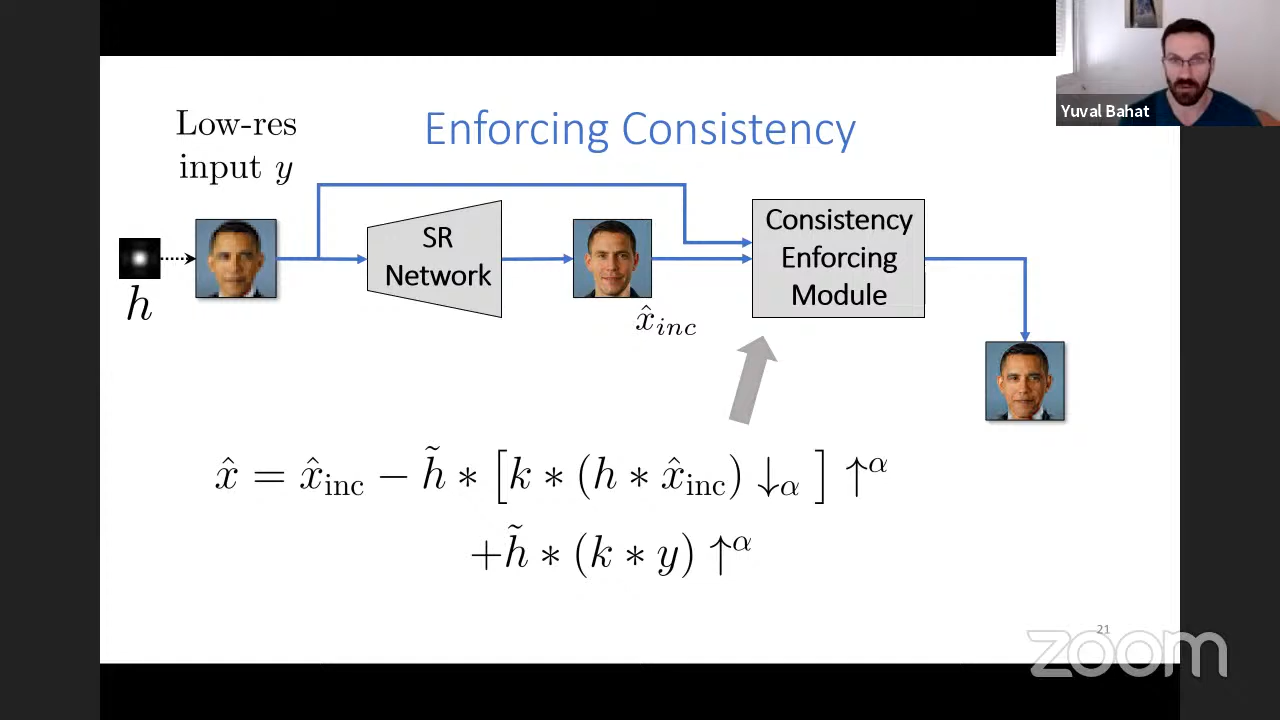 Yuval Bahat
Enforcing Consistency
Low-res
input y
h
SR
Network
x̂_inc
Consistency
Enforcing
Module
x̂ = x̂_inc − h̃ * [k * (h * x̂_inc) ↓_α ] ↑^α
+h̃ * (k * y) ↑^α
21
zoom